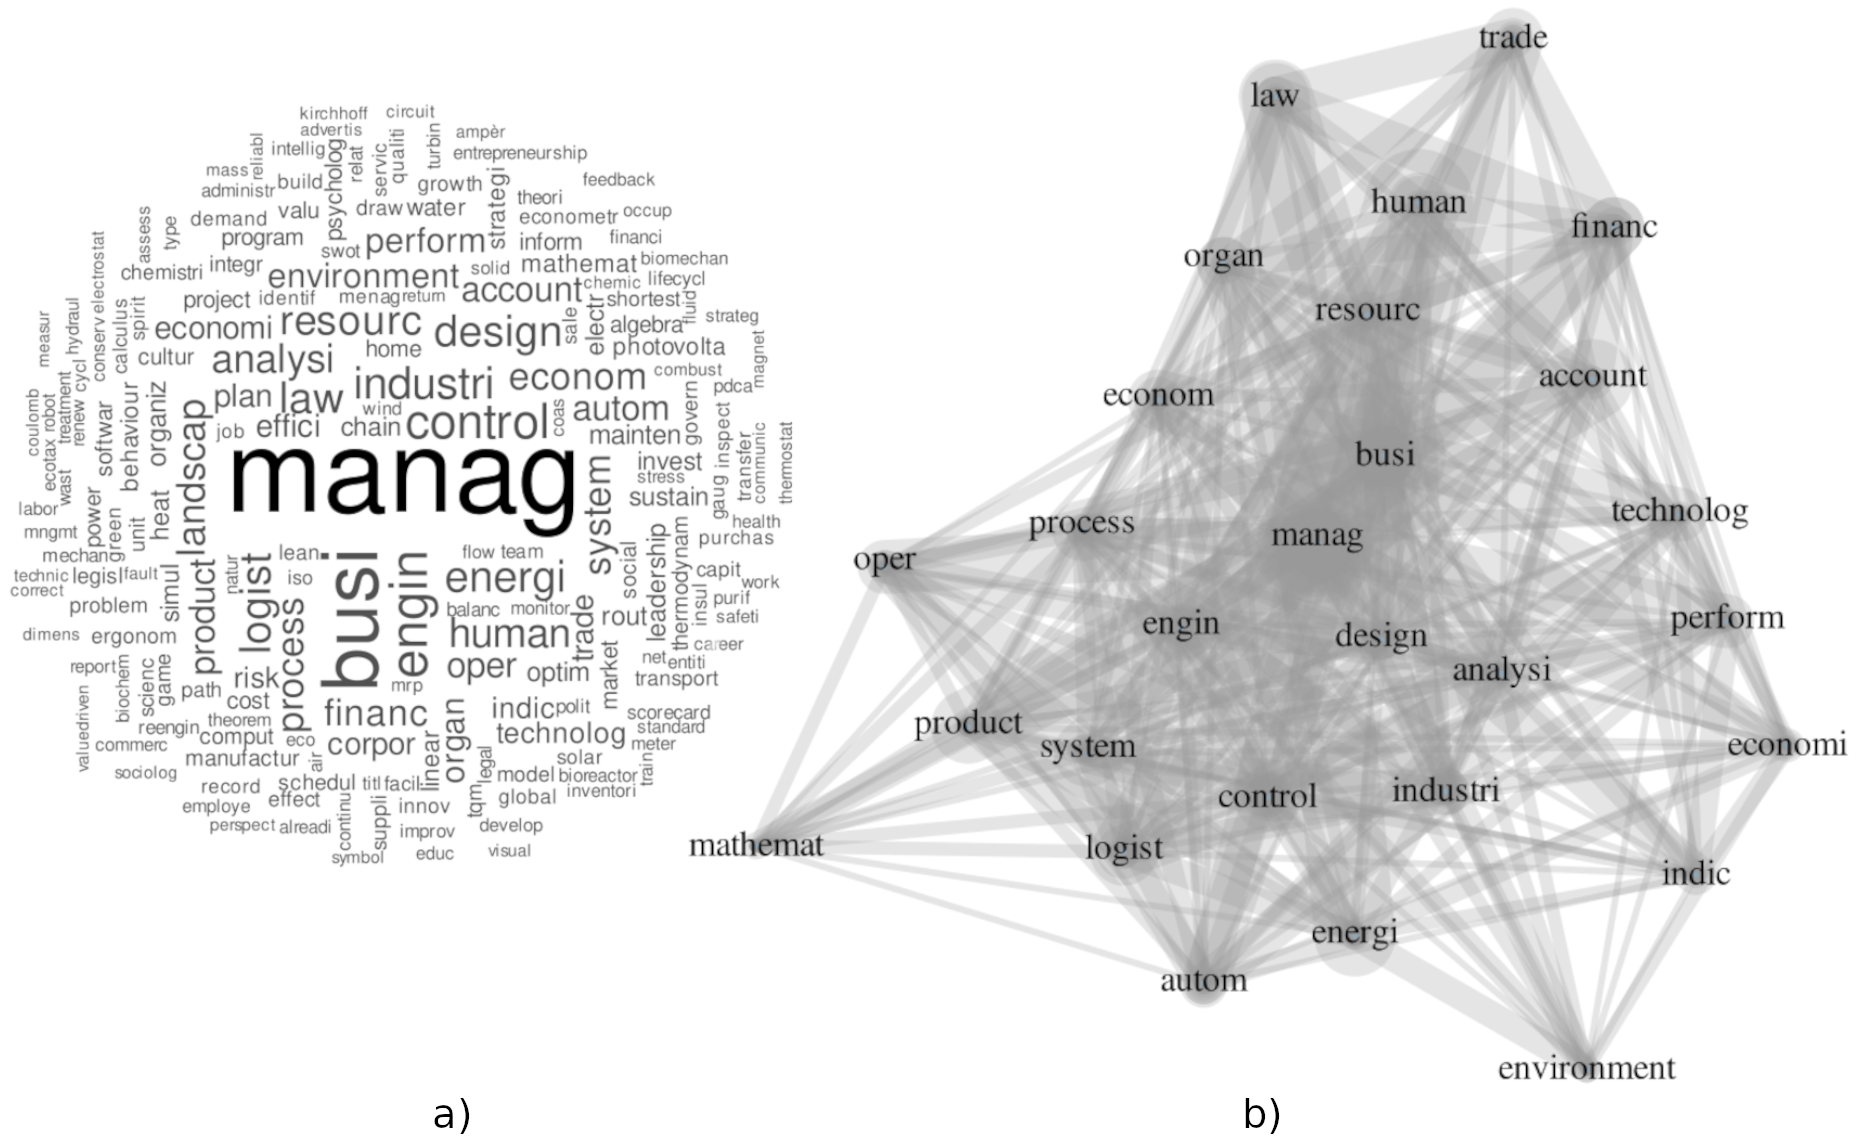 kirchhoff circuit
advertis ampèr
reliabl intellig psycholog relat servic qualiti turbin entrepreneurship
mass build growth strategi feedback
administr theori
assess type demand valu draw water econometr occup
program swot perform inform financi
electrostat chemistri integr environment solid mathemat biomechan
chemic lifecycl
project identif menag return account shortest fluid
measur hydraul conserv calculus spirit economi resourc design sale electr algebra strateg
cultur analysi home photovolta magnet
coulomb robot ecotax treatment renew cycl industri econom combust
plan law wind control coas autom pdca
softwar behaviour organiz landscap job effici chain mainten govern inspect
wast manag system invest transfer communic thermostat
stress
labor power green unit heat sustain gaug
mngmt health
mechan natur lean flow team social leadership thermodynam purchas
technic legisl fault simul product logist iso busi engin energi capit
correct work
problem process balanc monitor trade rout insul purif
human safeti
dimens ergonom career
report biochem scienc game risk oper optim market net entiti
path mrp transport
valuedriven cost financ organ indic polit scorecard
reengin theorem technolog standard
commerc comput eco corpor linear legal meter
manufactur air solar
sociolog model bioreactor train
record schedul titl facil tqm inventori
employe effect continu suppli innov global
perspect alreadi improv develop
symbol educ visual
trade
law
human
financ
organ
resourc
account
econom
busi
technolog
process
manag
oper
perform
engin
design
analysi
product
system
economi
industri
control
mathemat
logist
indic
energi
autom
environment
a) b)